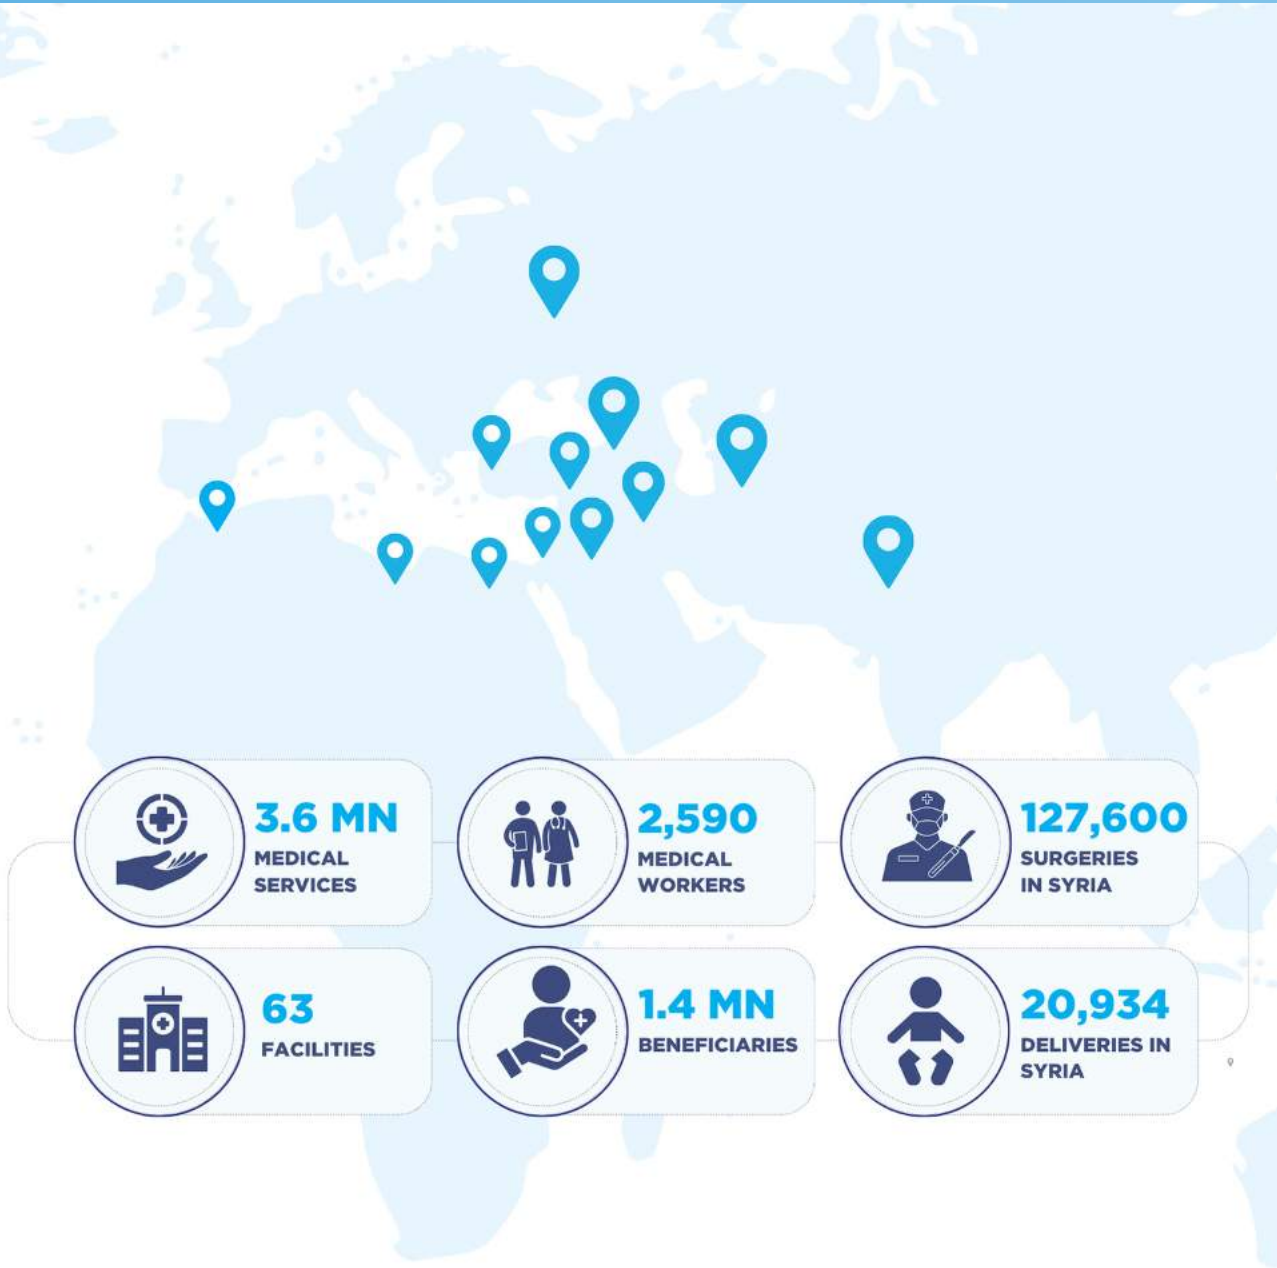 3.6 MN
MEDICAL
SERVICES
2,590
MEDICAL
WORKERS
127,600
SURGERIES
IN SYRIA
63
FACILITIES
1.4 MN
BENEFICIARIES
20,934
DELIVERIES IN
SYRIA